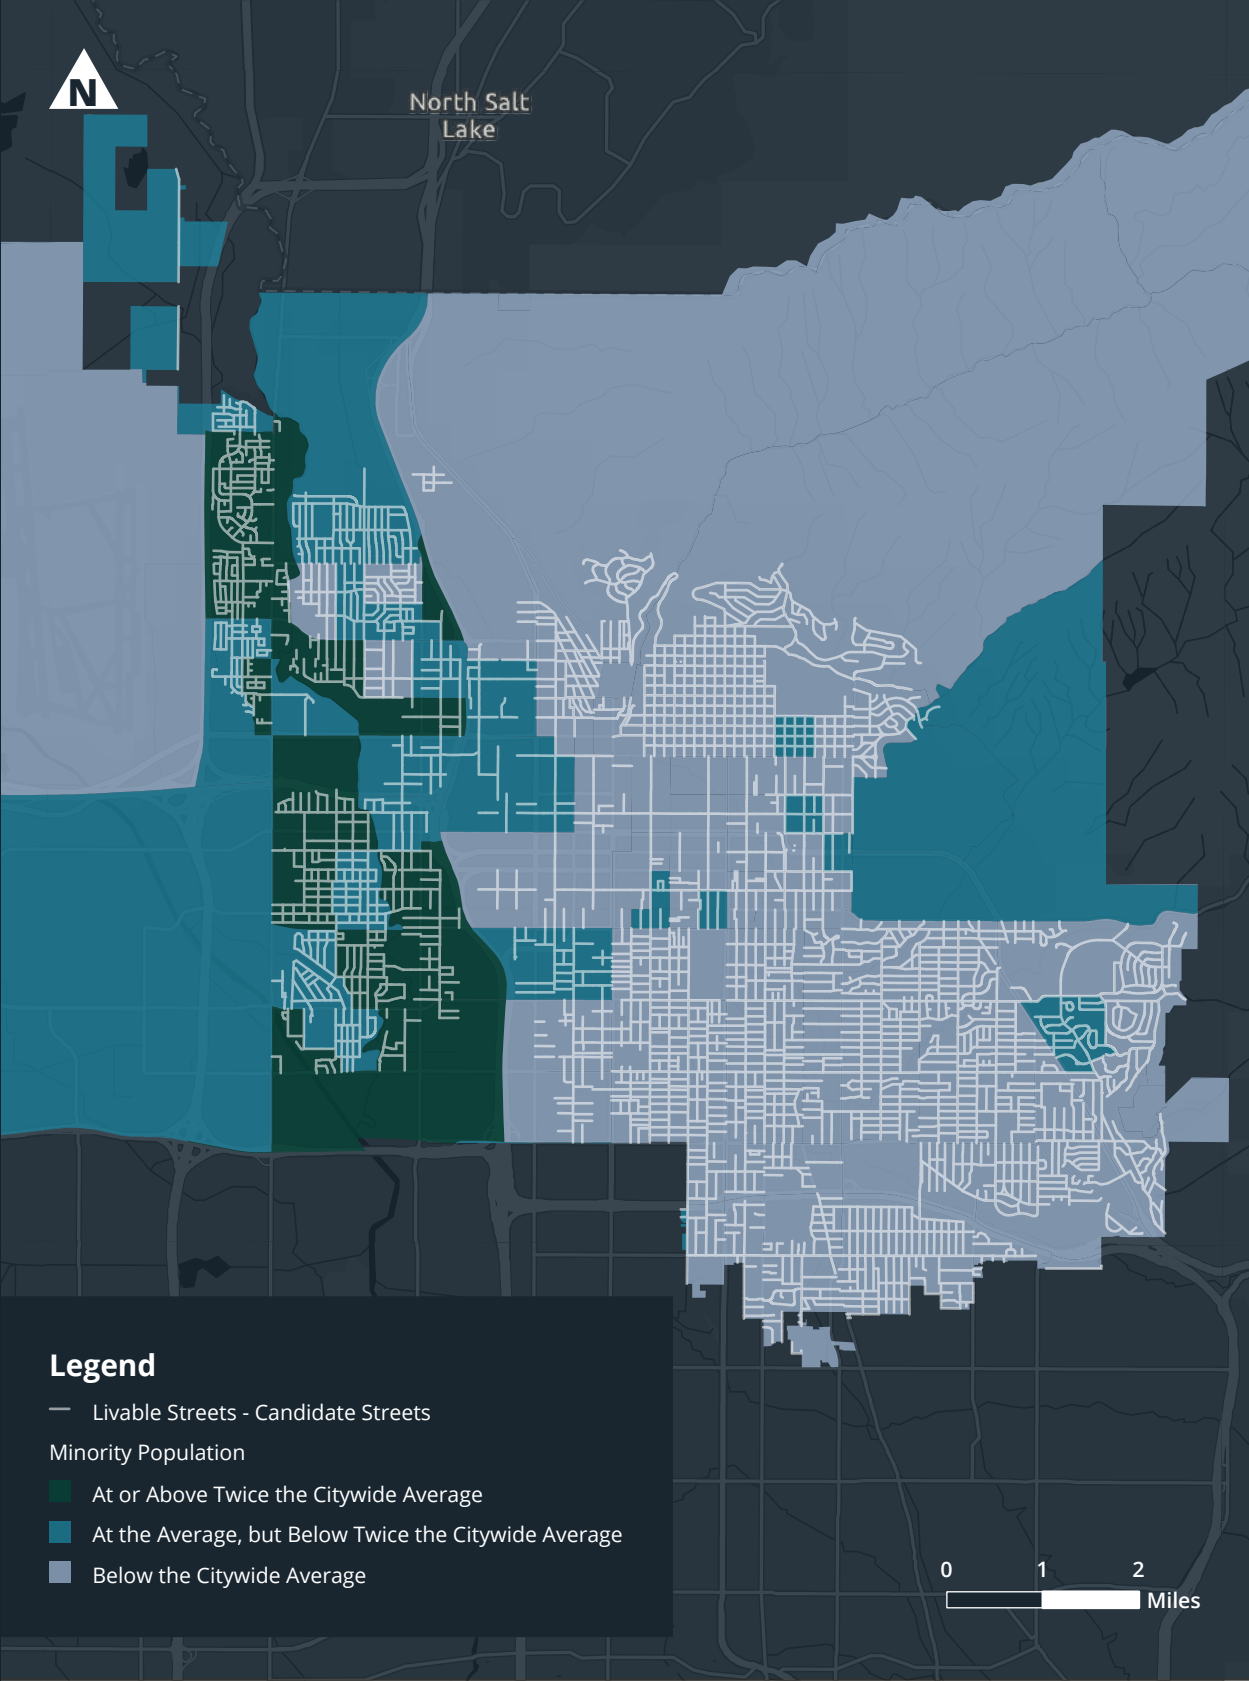 N
North Salt
Lake
Legend
Livable Streets - Candidate Streets
Minority Population
At or Above Twice the Citywide Average
At the Average, but Below Twice the Citywide Average
Below the Citywide Average
0 1 2
Miles